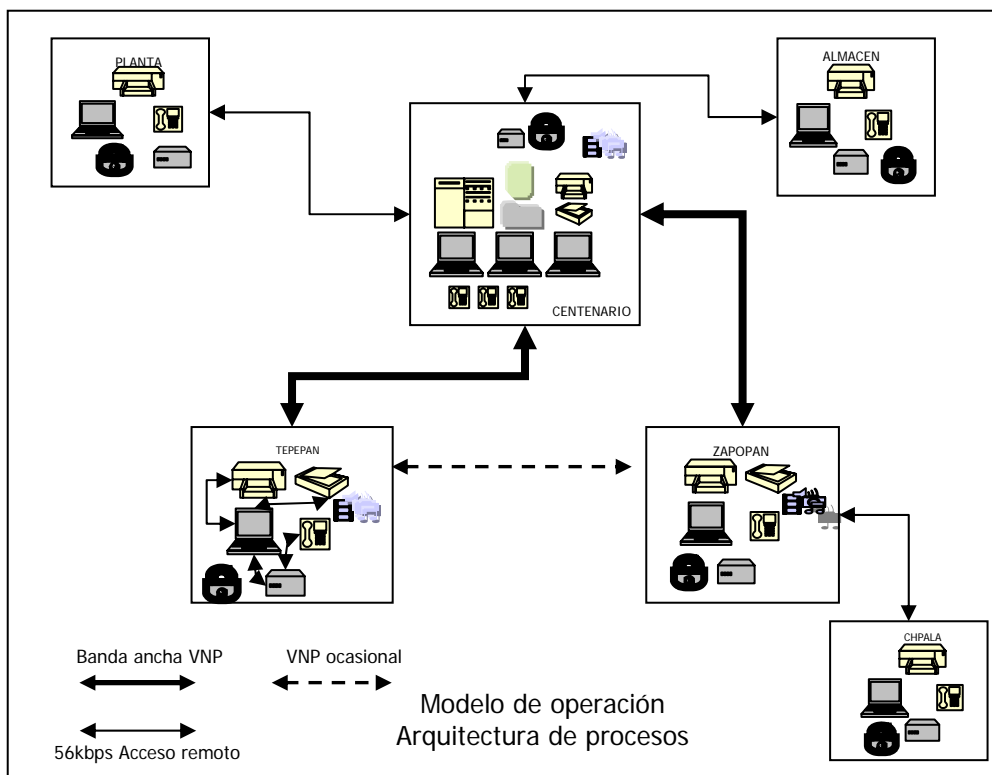 PLANTA
ALMACEN
CENTENARIO
TEPEPAN
ZAPOPAN
CHPALA
Banda ancha VNP
VNP ocasional
56kbps Acceso remoto
Modelo de operación
Arquitectura de procesos